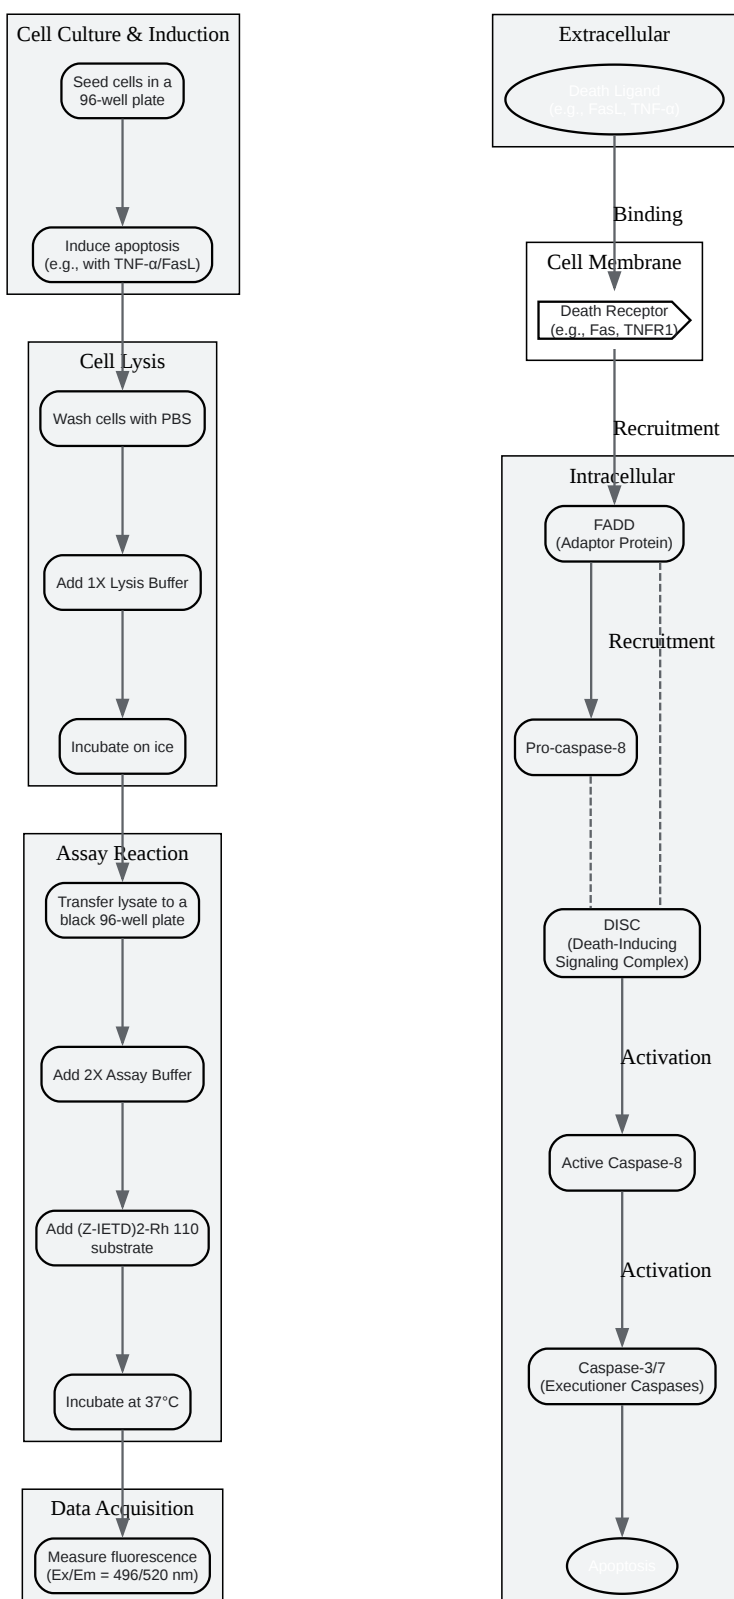 Cell Culture & Induction
Seed cells in a
96-well plate
Induce apoptosis
(e.g., with TNF-α/FasL)
Cell Lysis
Wash cells with PBS
Add 1X Lysis Buffer
Incubate on ice
Assay Reaction
Transfer lysate to a
black 96-well plate
Add 2X Assay Buffer
Add (Z-IETD)2-Rh 110
substrate
Incubate at 37°C
Data Acquisition
Measure fluorescence
(Ex/Em = 496/520 nm)
Extracellular
Death Ligand
(e.g., FasL, TNF-α)
Binding
Cell Membrane
Death Receptor
(e.g., Fas, TNFR1)
Recruitment
Intracellular
FADD
(Adaptor Protein)
Recruitment
Pro-caspase-8
DISC
(Death-Inducing
Signaling Complex)
Activation
Active Caspase-8
Activation
Caspase-3/7
(Executioner Caspases)
Apoptosis